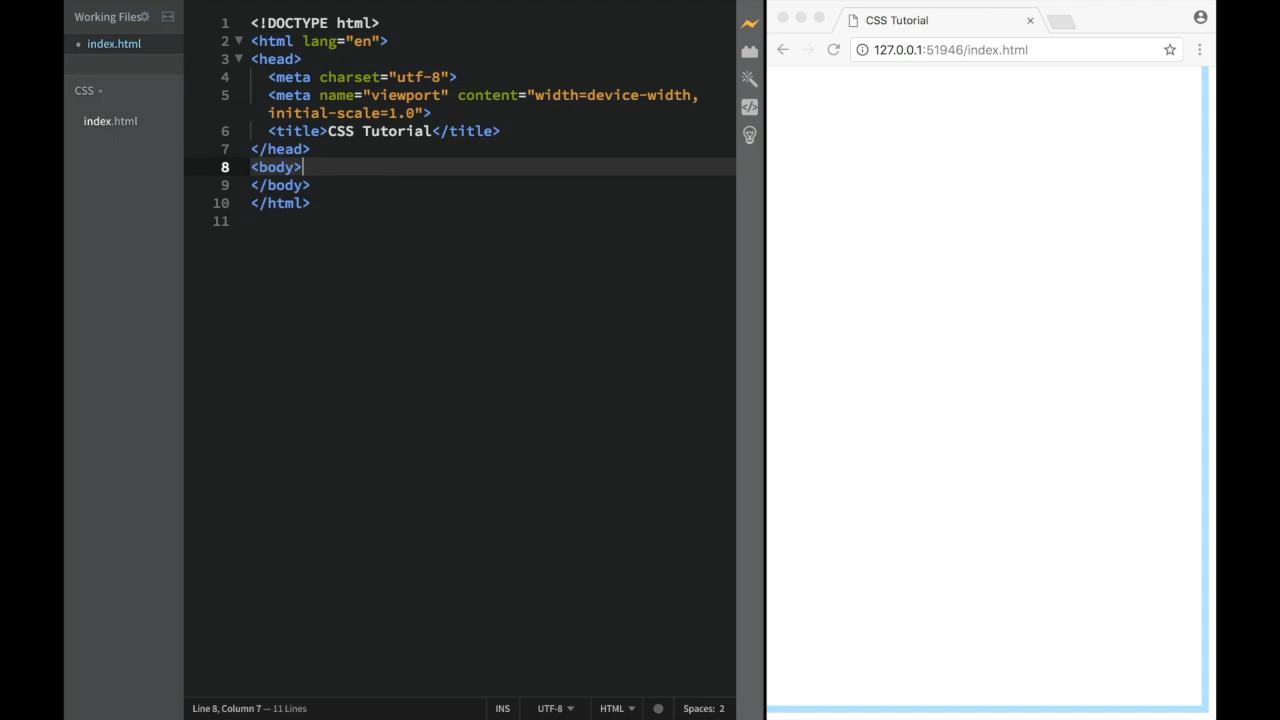 Working Files
index.html
CSS
index.html
1 <!DOCTYPE html>
2 <html lang="en">
3 <head>
4 <meta charset="utf-8">
5 <meta name="viewport" content="width=device-width,
initial-scale=1.0">
6 <title>CSS Tutorial</title>
7 </head>
8 <body>
9 </body>
10 </html>
11
Line 8, Column 7 — 11 Lines
INS
UTF-8
HTML
Spaces: 2
CSS Tutorial
127.0.0.1:51946/index.html